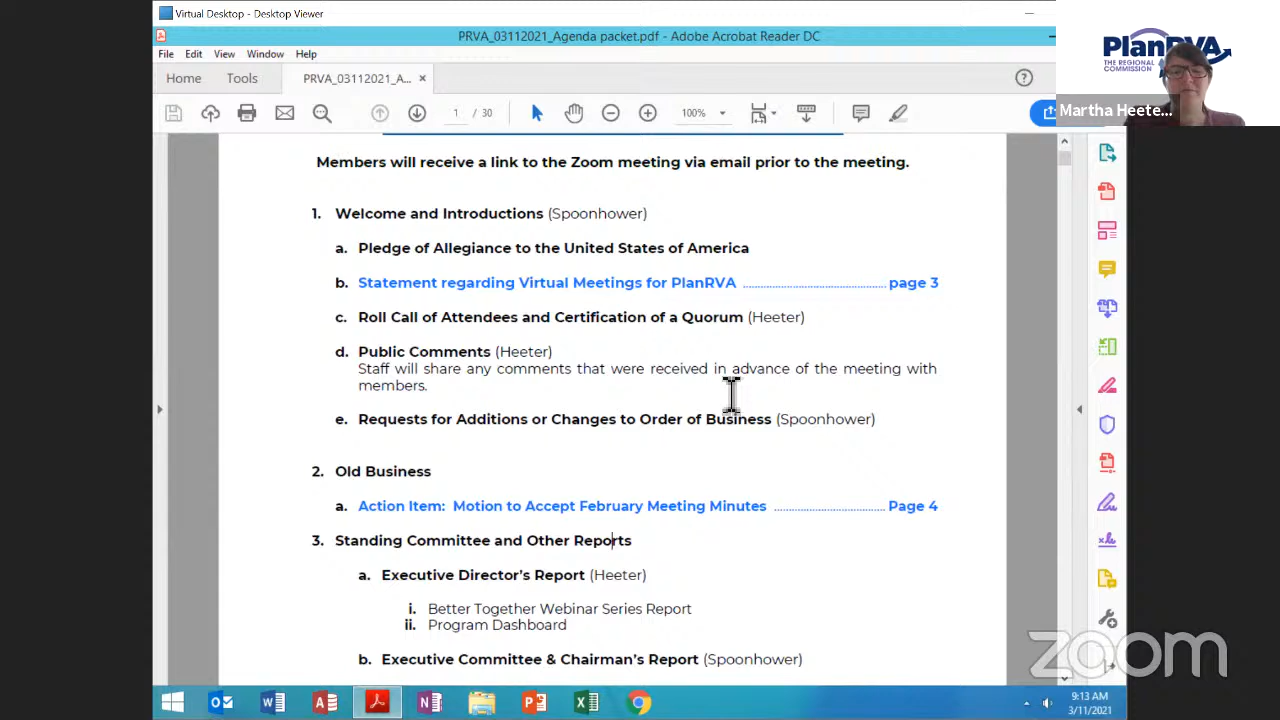 Virtual Desktop - Desktop Viewer
PRVA_03112021_Agenda packet.pdf - Adobe Acrobat Reader DC
File Edit View Window Help
Home Tools PRVA_03112021_A... ×
1 / 30 100%
PlanRVA
THE REGIONAL
COMMISSION
Martha Heete...
Members will receive a link to the Zoom meeting via email prior to the meeting.
1. Welcome and Introductions (Spoonhower)
a. Pledge of Allegiance to the United States of America
b. Statement regarding Virtual Meetings for PlanRVA ................................................ page 3
c. Roll Call of Attendees and Certification of a Quorum (Heeter)
d. Public Comments (Heeter)
Staff will share any comments that were received in advance of the meeting with
members.
e. Requests for Additions or Changes to Order of Business (Spoonhower)
2. Old Business
a. Action Item: Motion to Accept February Meeting Minutes ..................................... Page 4
3. Standing Committee and Other Reports
a. Executive Director's Report (Heeter)
i. Better Together Webinar Series Report
ii. Program Dashboard
b. Executive Committee & Chairman's Report (Spoonhower)
zoom
9:13 AM
3/11/2021